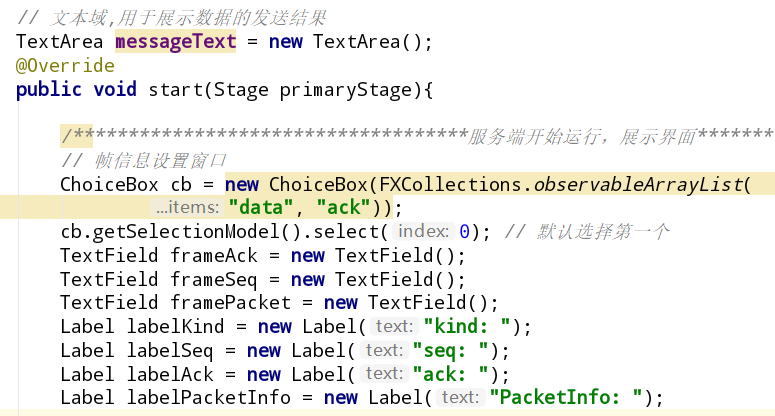 // 文本域,用于展示数据的发送结果
TextArea messageText = new TextArea();
@Override
public void start(Stage primaryStage){
/************************************服务端开始运行，展示界面*******
// 帧信息设置窗口
ChoiceBox cb = new ChoiceBox(FXCollections.observableArrayList(
...items: "data", "ack"));
cb.getSelectionModel().select( index: 0); // 默认选择第一个
TextField frameAck = new TextField();
TextField frameSeq = new TextField();
TextField framePacket = new TextField();
Label labelKind = new Label( text: "kind: ");
Label labelSeq = new Label( text: "seq: ");
Label labelAck = new Label( text: "ack: ");
Label labelPacketInfo = new Label( text: "PacketInfo: ");